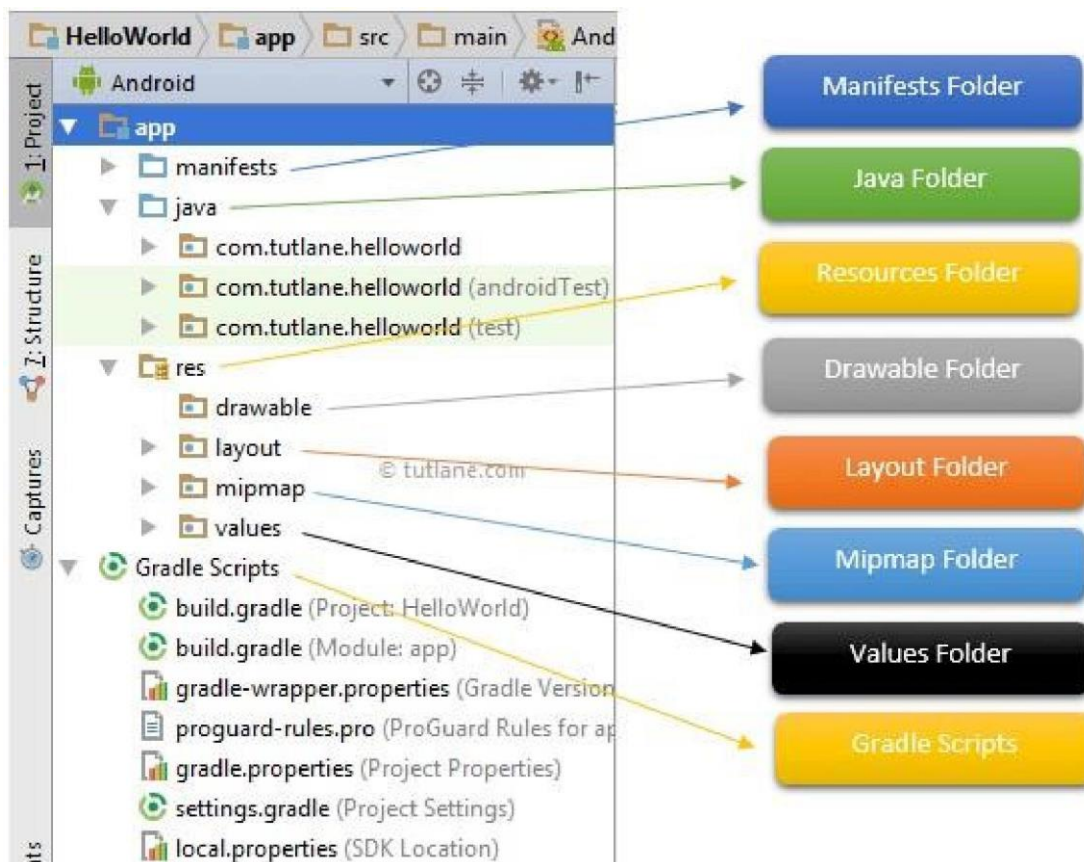 HelloWorld app src main And
Android
1: Project
7: Structure
Captures
app
manifests
java
com.tutlane.helloworld
com.tutlane.helloworld (androidTest)
com.tutlane.helloworld (test)
res
drawable
layout
© tutlane.com
mipmap
values
Gradle Scripts
build.gradle (Project: HelloWorld)
build.gradle (Module: app)
gradle-wrapper.properties (Gradle Version
proguard-rules.pro (ProGuard Rules for ap
gradle.properties (Project Properties)
settings.gradle (Project Settings)
local.properties (SDK Location)
Manifests Folder
Java Folder
Resources Folder
Drawable Folder
Layout Folder
Mipmap Folder
Values Folder
Gradle Scripts